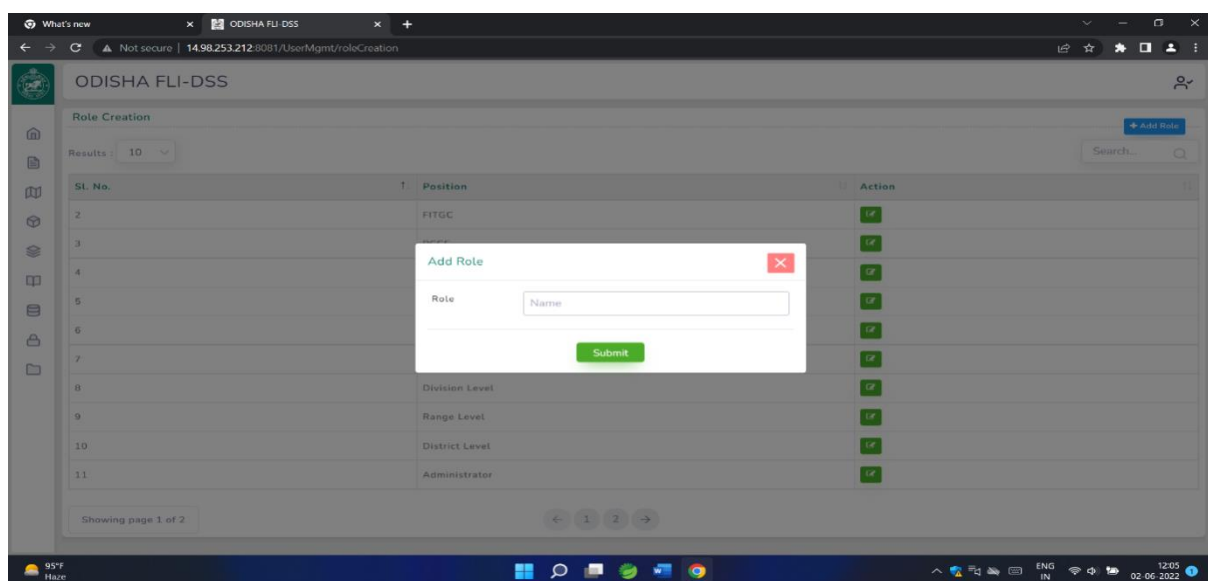 What's new
ODISHA FLI-DSS
Not secure | 14.98.253.212:8081/UserMgmt/roleCreation
ODISHA FLI-DSS
Role Creation
+ Add Role
Results : 10
Search...
Sl. No. Position Action
2 FITGC
3
Add Role
4
Role Name
5
6
Submit
7
8 Division Level
9 Range Level
10 District Level
11 Administrator
Showing page 1 of 2
← 1 2 →
95°F
Haze
ENG
IN
12:05
02-06-2022
1